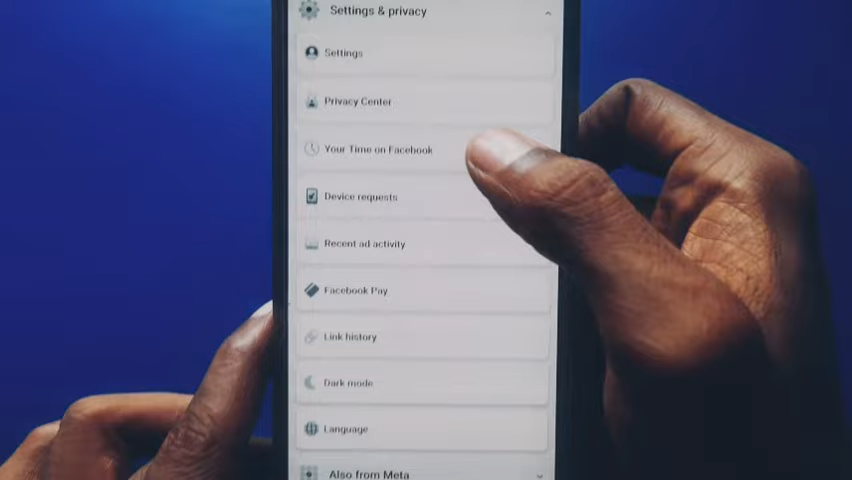 Settings & privacy
Settings
Privacy Center
Your Time on Facebook
Device requests
Recent ad activity
Facebook Pay
Link history
Dark mode
Language
Also from Meta